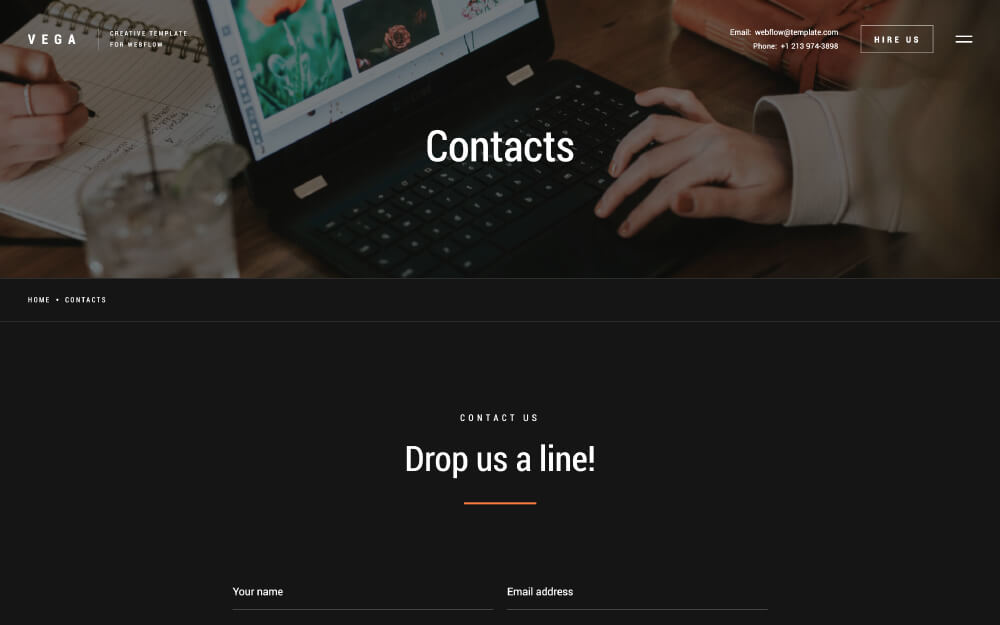 VEGA
CREATIVE TEMPLATE
FOR WEBFLOW
Email: webflow@template.com
Phone: +1 213 974-3898
HIRE US
Contacts
HOME • CONTACTS
CONTACT US
Drop us a line!
Your name
Email address